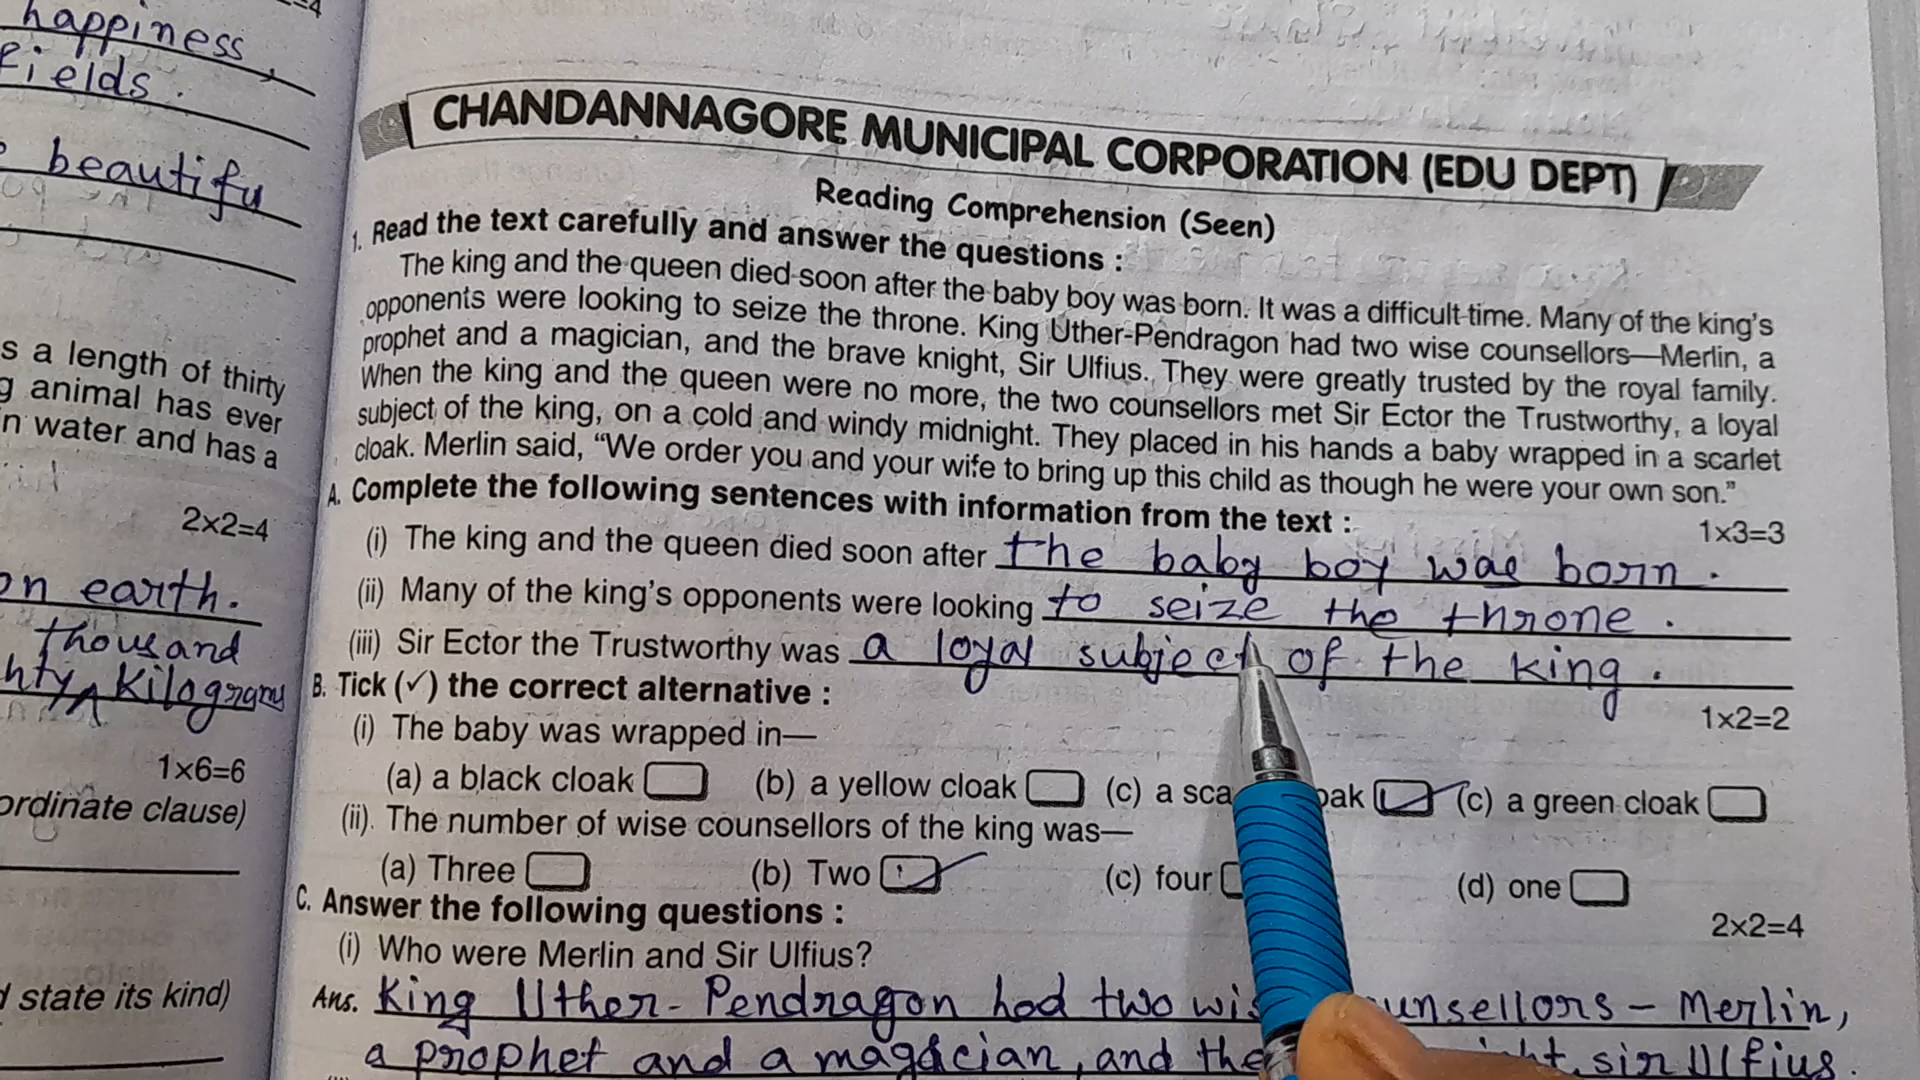 happiness,
fields.
beautifu
s a length of thirty
g animal has ever
n water and has a
2×2=4
on earth.
thousand
hty kilograms
1×6=6
ordinate clause)
d state its kind)
CHANDANNAGORE MUNICIPAL CORPORATION (EDU DEPT)
Reading Comprehension (Seen)
1. Read the text carefully and answer the questions :
The king and the queen died soon after the baby boy was born. It was a difficult time. Many of the king's
opponents were looking to seize the throne. King Uther-Pendragon had two wise counsellors—Merlin, a
prophet and a magician, and the brave knight, Sir Ulfius. They were greatly trusted by the royal family.
When the king and the queen were no more, the two counsellors met Sir Ector the Trustworthy, a loyal
subject of the king, on a cold and windy midnight. They placed in his hands a baby wrapped in a scarlet
cloak. Merlin said, “We order you and your wife to bring up this child as though he were your own son.”
A. Complete the following sentences with information from the text : 1×3=3
(i) The king and the queen died soon after the baby boy was born.
(ii) Many of the king's opponents were looking to seize the throne.
(iii) Sir Ector the Trustworthy was a loyal subject of the king.
B. Tick (✓) the correct alternative : 1×2=2
(i) The baby was wrapped in—
(a) a black cloak (b) a yellow cloak (c) a sca oak (c) a green cloak
(ii). The number of wise counsellors of the king was—
(a) Three (b) Two (c) four (d) one
C. Answer the following questions : 2×2=4
(i) Who were Merlin and Sir Ulfius?
Ans. King Uther-Pendragon had two wis unsellors - Merlin,
a prophet and a magician, and the ht, sir Ulfius.